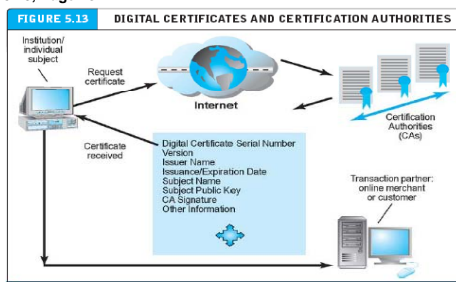 FIGURE 5.13 DIGITAL CERTIFICATES AND CERTIFICATION AUTHORITIES
Institution/
individual
subject
Request
certificate
Internet
Certification
Authorities
(CAs)
Certificate
received
Digital Certificate Serial Number
Version
Issuer Name
Issuance/Expiration Date
Subject Name
Subject Public Key
CA Signature
Other Information
Transaction partner:
online merchant
or customer